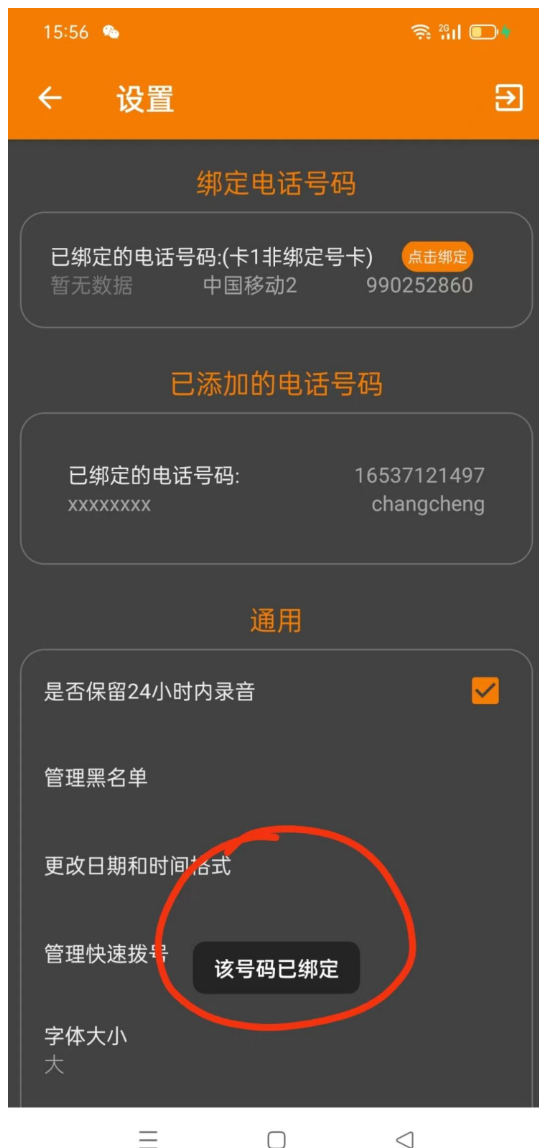 15:56
2G
设置
绑定电话号码
已绑定的电话号码:(卡1非绑定号卡) 点击绑定
暂无数据 中国移动2 990252860
已添加的电话号码
已绑定的电话号码: 16537121497
xxxxxxxx changcheng
通用
是否保留24小时内录音
管理黑名单
更改日期和时间格式
管理快速拨号
该号码已绑定
字体大小
大